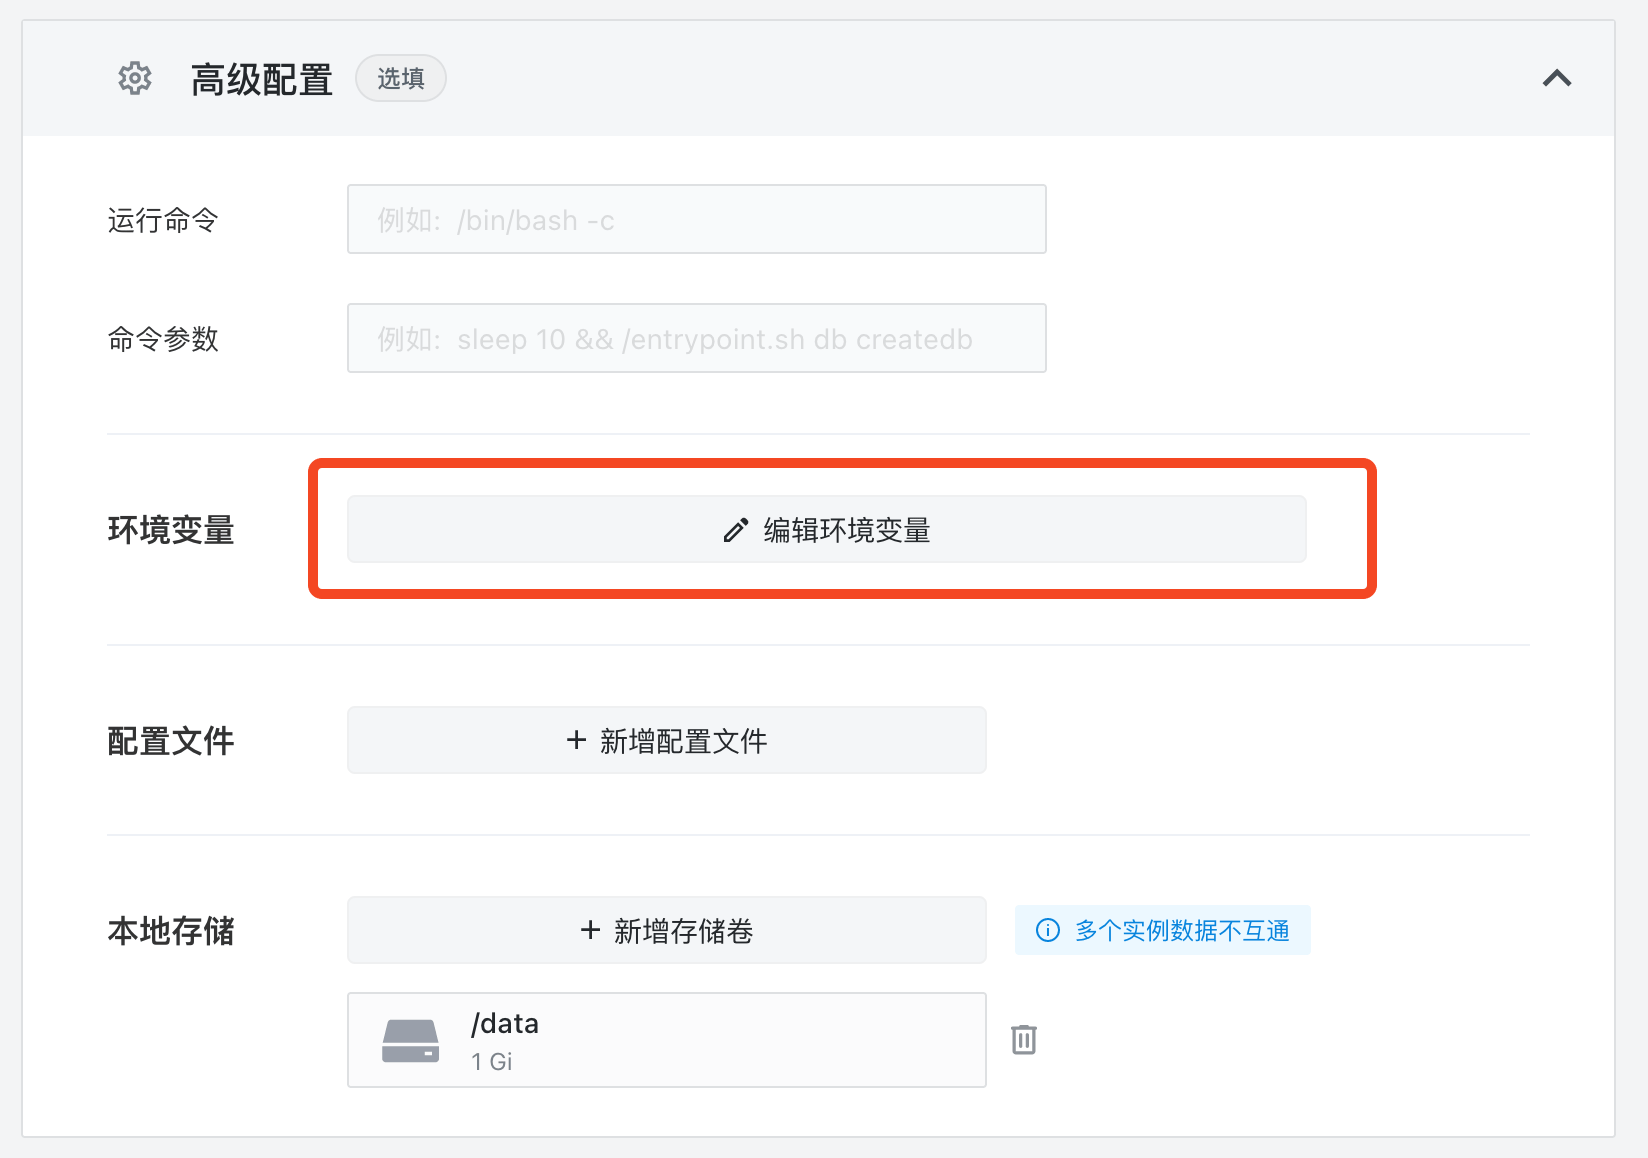 高级配置 选填
运行命令 例如: /bin/bash -c
命令参数 例如: sleep 10 && /entrypoint.sh db createdb
环境变量 编辑环境变量
配置文件 + 新增配置文件
本地存储 + 新增存储卷 多个实例数据不互通
/data
1 Gi